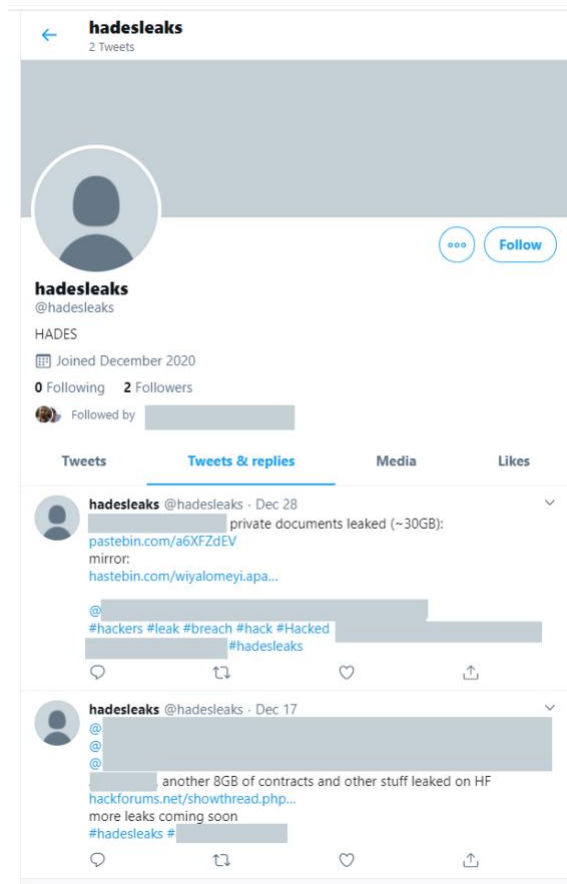 hadesleaks
2 Tweets
Follow
hadesleaks
@hadesleaks
HADES
Joined December 2020
0 Following 2 Followers
Followed by
Tweets Tweets & replies Media Likes
hadesleaks @hadesleaks · Dec 28
private documents leaked (~30GB):
pastebin.com/a6XFZdEV
mirror:
hastebin.com/wiyalomeyi.apa...
@
#hackers #leak #breach #hack #Hacked
#hadesleaks
hadesleaks @hadesleaks · Dec 17
@
@
@
another 8GB of contracts and other stuff leaked on HF
hackforums.net/showthread.php...
more leaks coming soon
#hadesleaks #